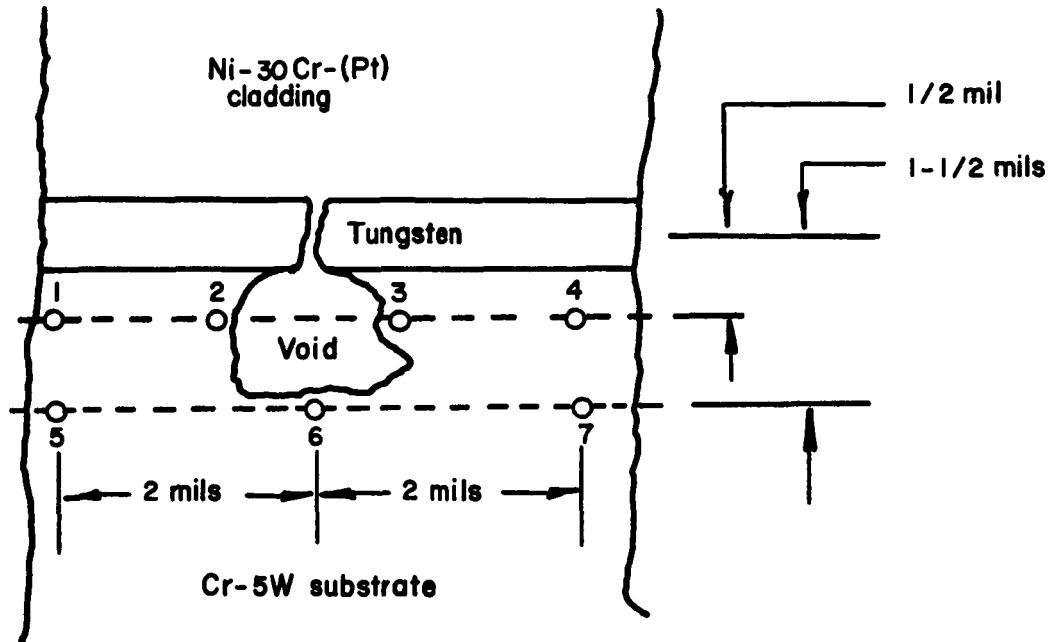 Ni-30Cr-(Pt)
cladding
1/2 mil
1-1/2 mils
Tungsten
1
2
3
4
Void
5
6
7
2 mils
2 mils
Cr-5W substrate